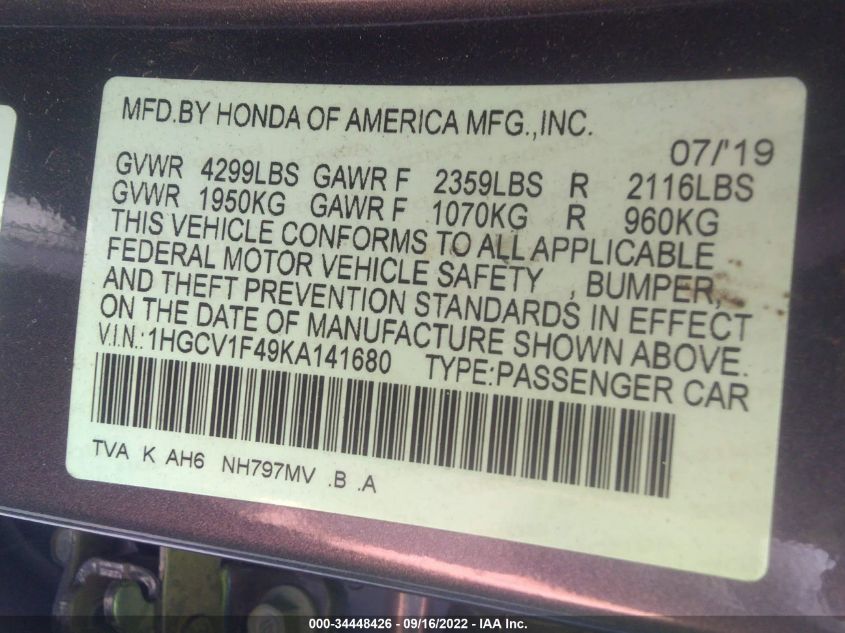 MFD.BY HONDA OF AMERICA MFG.,INC.
07/'19
GVWR 4299LBS GAWR F 2359LBS R 2116LBS
GVWR 1950KG GAWR F 1070KG R 960KG
THIS VEHICLE CONFORMS TO ALL APPLICABLE
FEDERAL MOTOR VEHICLE SAFETY , BUMPER,
AND THEFT PREVENTION STANDARDS IN EFFECT
ON THE DATE OF MANUFACTURE SHOWN ABOVE.
V.I.N.:1HGCV1F49KA141680 TYPE:PASSENGER CAR
TVA K AH6 NH797MV .B .A
000-34448426 - 09/16/2022 - IAA Inc.